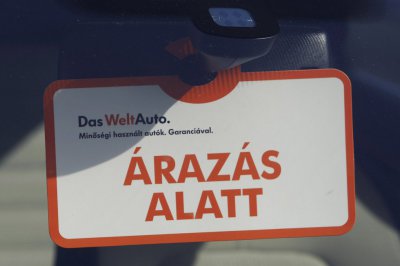 Das WeltAuto.
Minőségi használt autók. Garanciával.
ÁRAZÁS
ALATT